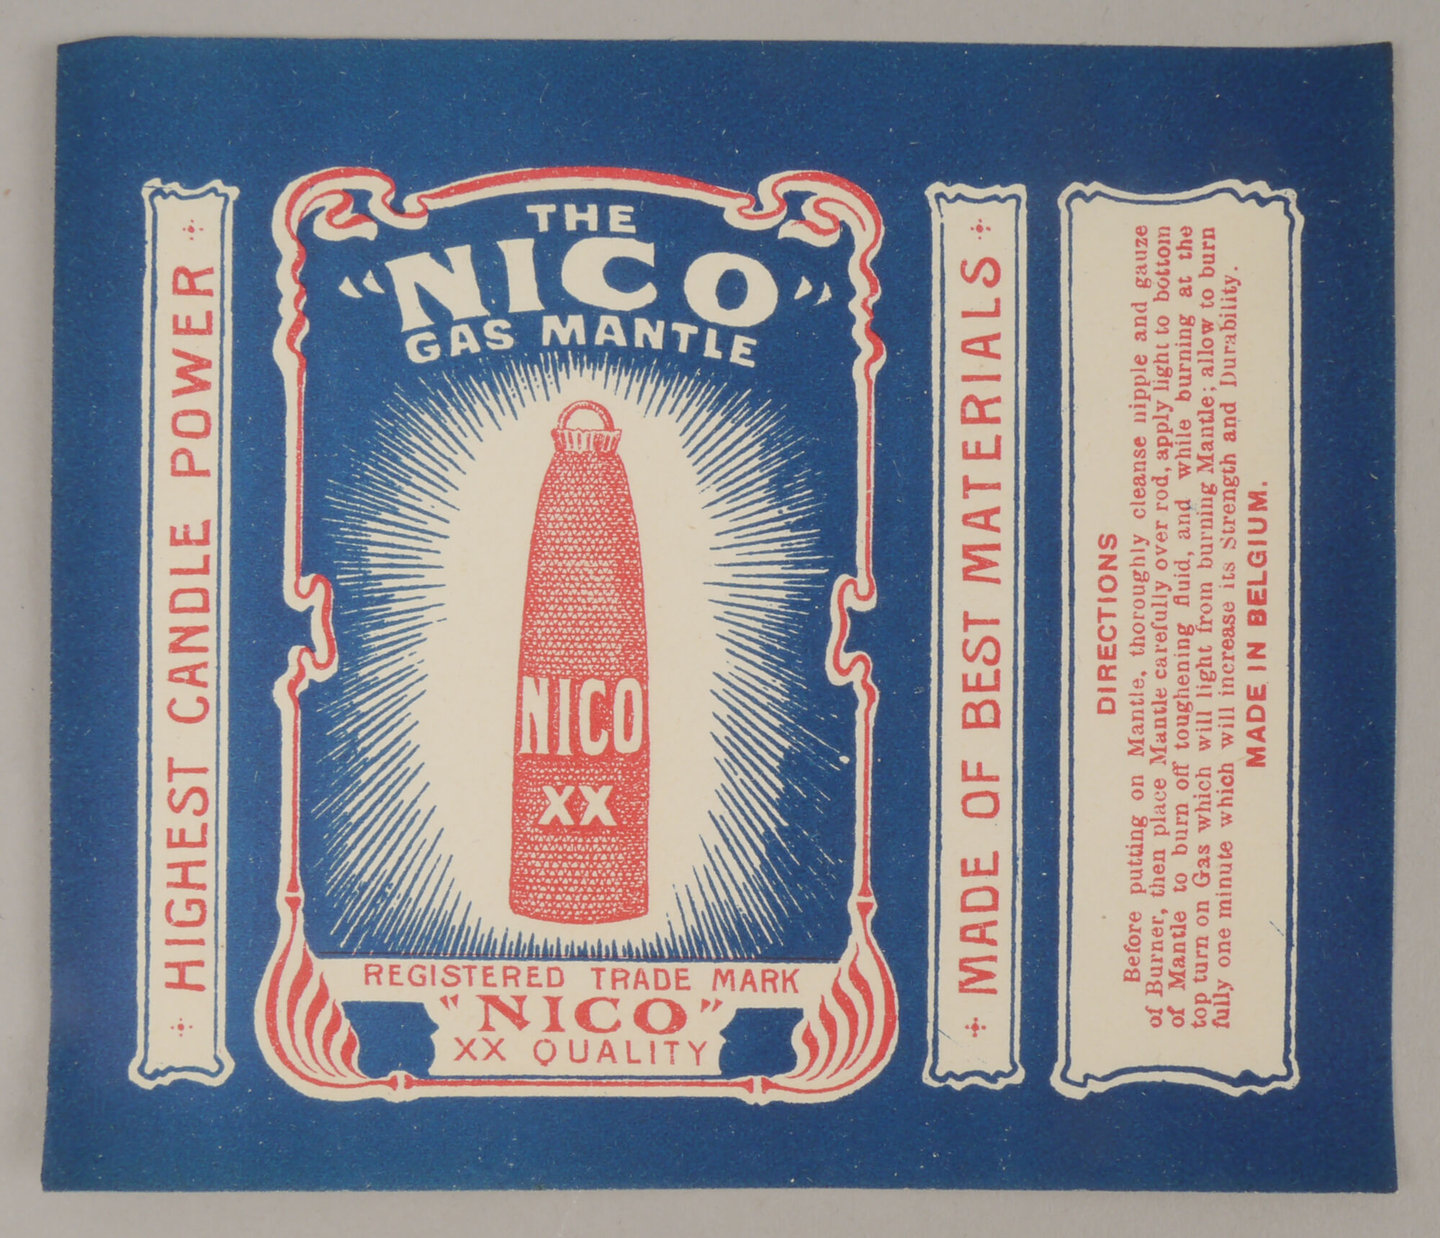 HIGHEST CANDLE POWER
THE
"NICO"
GAS MANTLE
NICO
XX
REGISTERED TRADE MARK
"NICO"
XX QUALITY
MADE OF BEST MATERIALS
DIRECTIONS
Before putting on Mantle, thoroughly cleanse nipple and gauze
of Burner, then place Mantle carefully over rod, apply light to bottom
of Mantle to burn off toughening fluid, and while burning at the
top turn on Gas which will light from burning Mantle; allow to burn
fully one minute which will increase its Strength and Durability.
MADE IN BELGIUM.